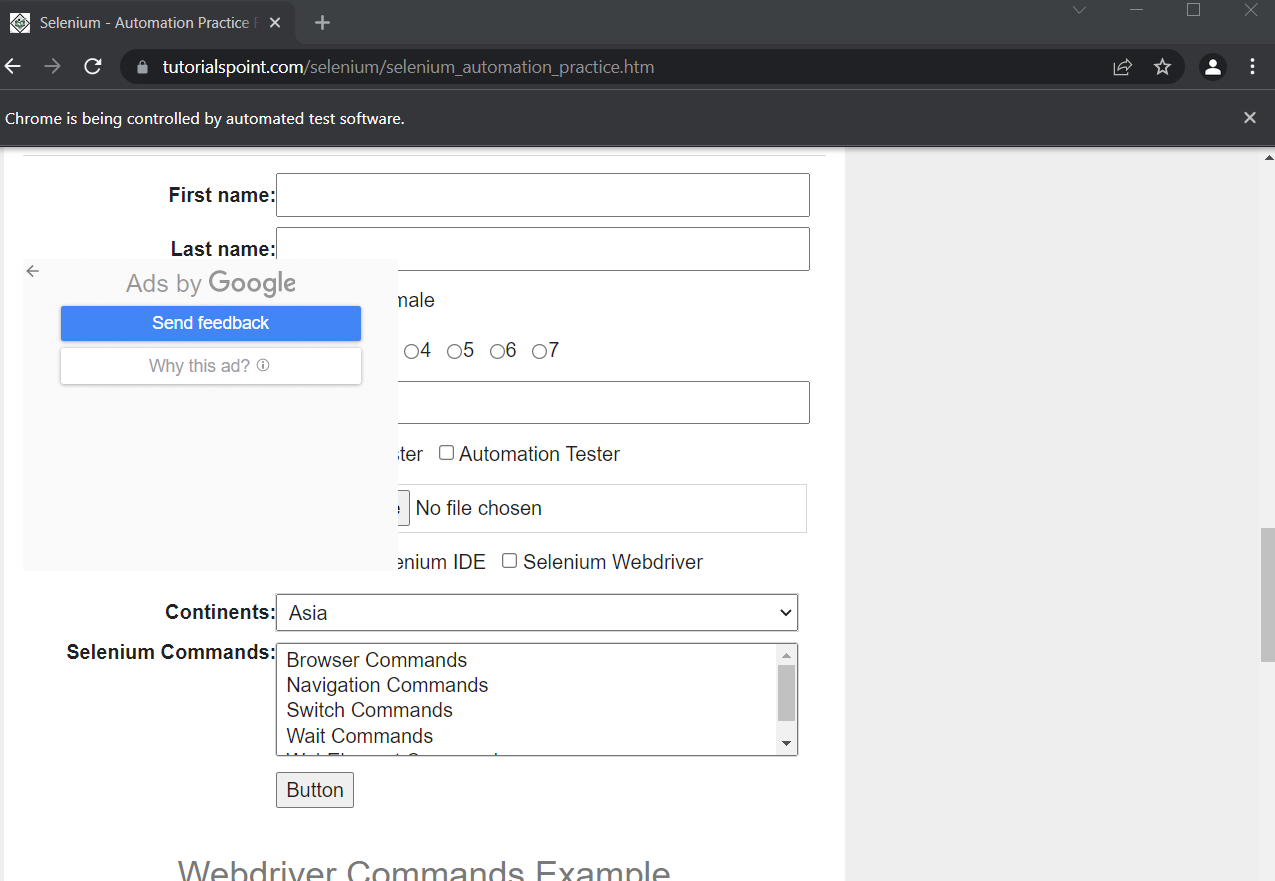 Selenium - Automation Practice
tutorialspoint.com/selenium/selenium_automation_practice.htm
Chrome is being controlled by automated test software.
First name:
Last name:
Ads by Google
male
Send feedback
4 5 6 7
Why this ad?
Automation Tester
No file chosen
IDE Selenium Webdriver
Continents: Asia
Selenium Commands: Browser Commands
Navigation Commands
Switch Commands
Wait Commands
Button
Webdriver Commands Example